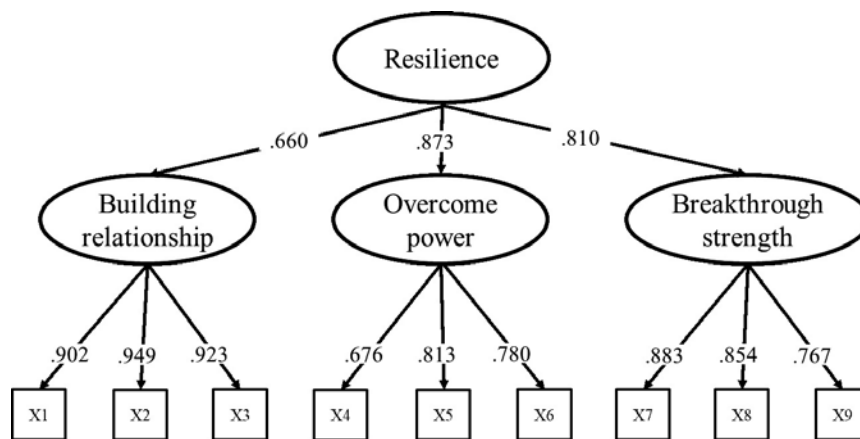 Resilience
.660
.873
.810
Building
relationship
Overcome
power
Breakthrough
strength
.902
.949
.923
.676
.813
.780
.883
.854
.767
X1
X2
X3
X4
X5
X6
X7
X8
X9